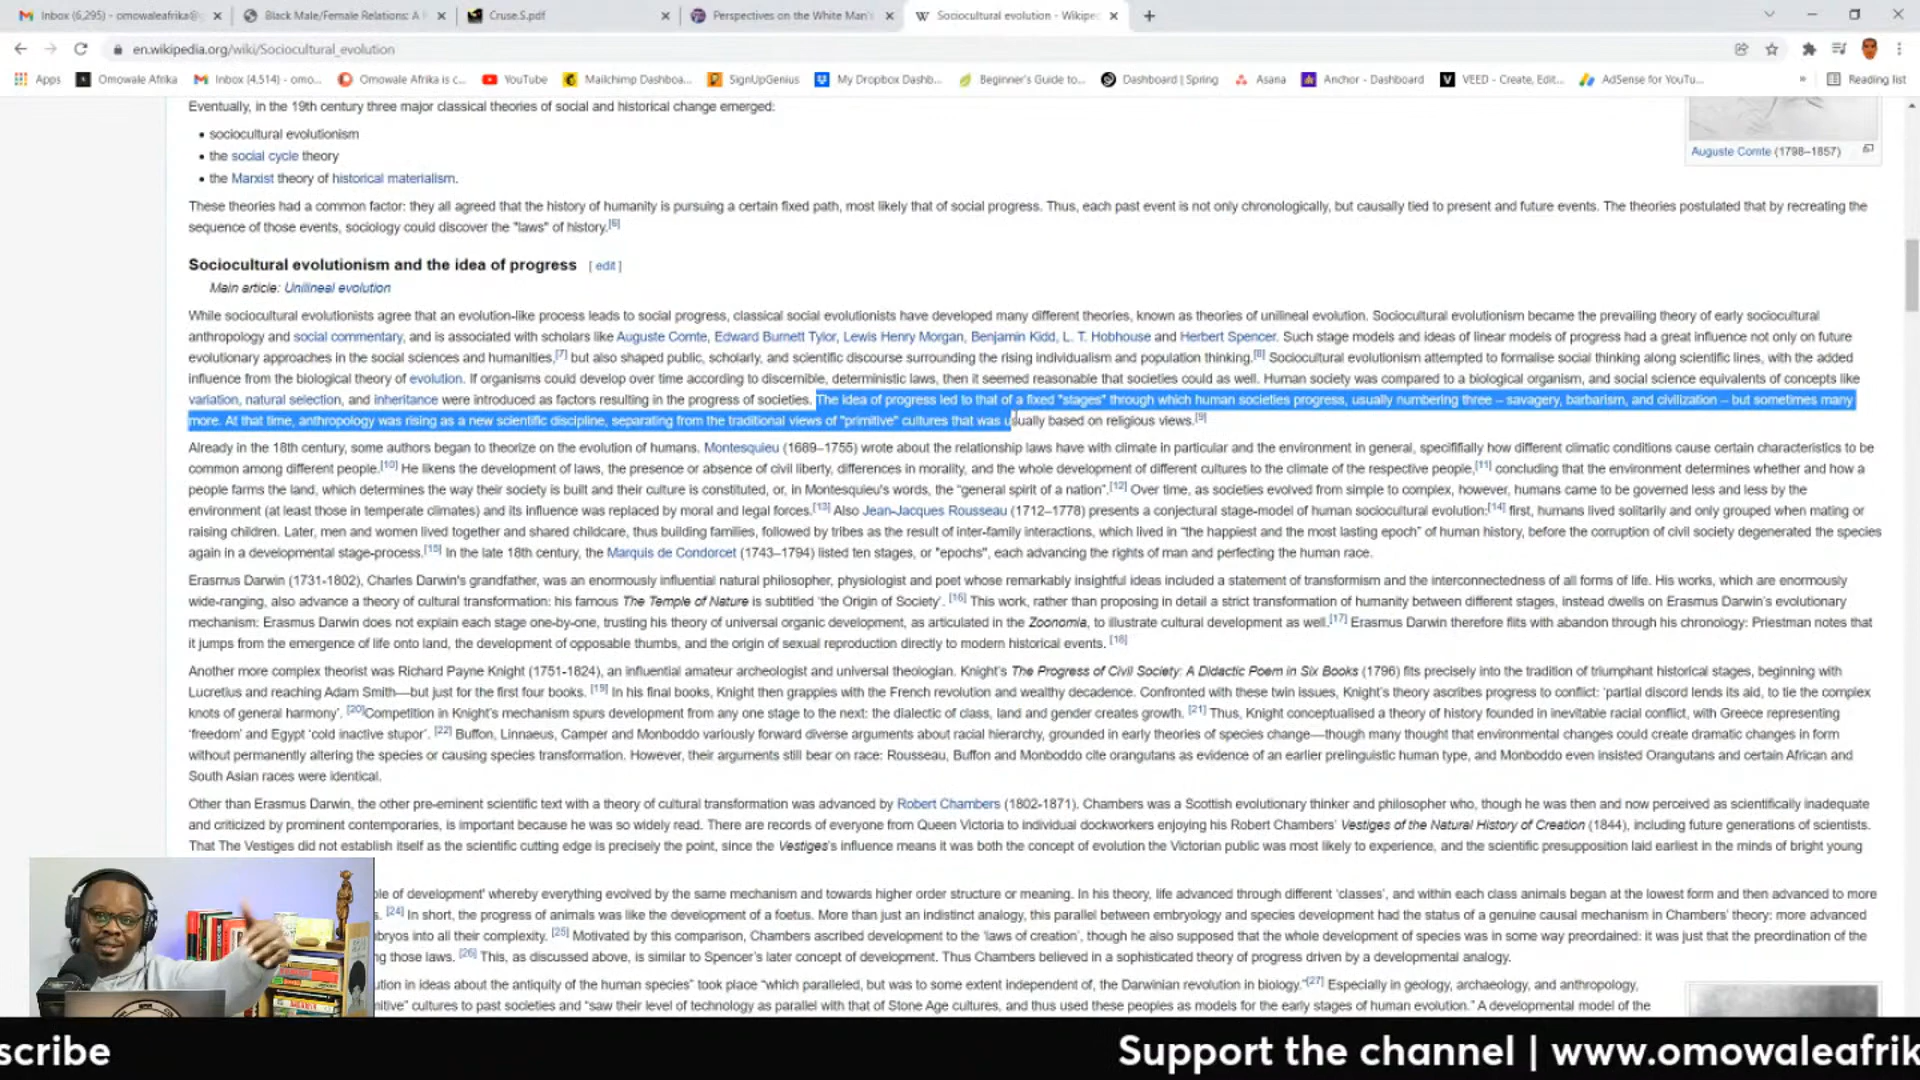 Inbox (6,295) - omowaleafrika@g
Black Male/Female Relations: A
Cruse.S.pdf
Perspectives on the White Man's
Sociocultural evolution - Wikiped
en.wikipedia.org/wiki/Sociocultural_evolution
Apps Omowale Afrika Inbox (4,514) - omo... Omowale Afrika is c... YouTube Mailchimp Dashboa... SignUpGenius My Dropbox Dashb... Beginner's Guide to... Dashboard | Spring Asana Anchor - Dashboard VEED - Create, Edit... AdSense for YouTu... » Reading list
Eventually, in the 19th century three major classical theories of social and historical change emerged:
• sociocultural evolutionism
• the social cycle theory
• the Marxist theory of historical materialism.
Auguste Comte (1798–1857)
These theories had a common factor: they all agreed that the history of humanity is pursuing a certain fixed path, most likely that of social progress. Thus, each past event is not only chronologically, but causally tied to present and future events. The theories postulated that by recreating the
sequence of those events, sociology could discover the "laws" of history.[6]
Sociocultural evolutionism and the idea of progress [ edit ]
Main article: Unilineal evolution
While sociocultural evolutionists agree that an evolution-like process leads to social progress, classical social evolutionists have developed many different theories, known as theories of unilineal evolution. Sociocultural evolutionism became the prevailing theory of early sociocultural
anthropology and social commentary, and is associated with scholars like Auguste Comte, Edward Burnett Tylor, Lewis Henry Morgan, Benjamin Kidd, L. T. Hobhouse and Herbert Spencer. Such stage models and ideas of linear models of progress had a great influence not only on future
evolutionary approaches in the social sciences and humanities,[7] but also shaped public, scholarly, and scientific discourse surrounding the rising individualism and population thinking.[8] Sociocultural evolutionism attempted to formalise social thinking along scientific lines, with the added
influence from the biological theory of evolution. If organisms could develop over time according to discernible, deterministic laws, then it seemed reasonable that societies could as well. Human society was compared to a biological organism, and social science equivalents of concepts like
variation, natural selection, and inheritance were introduced as factors resulting in the progress of societies. The idea of progress led to that of a fixed "stages" through which human societies progress, usually numbering three – savagery, barbarism, and civilization – but sometimes many
more. At that time, anthropology was rising as a new scientific discipline, separating from the traditional views of "primitive" cultures that was usually based on religious views.[9]
Already in the 18th century, some authors began to theorize on the evolution of humans. Montesquieu (1689–1755) wrote about the relationship laws have with climate in particular and the environment in general, specififially how different climatic conditions cause certain characteristics to be
common among different people.[10] He likens the development of laws, the presence or absence of civil liberty, differences in morality, and the whole development of different cultures to the climate of the respective people,[11] concluding that the environment determines whether and how a
people farms the land, which determines the way their society is built and their culture is constituted, or, in Montesquieu's words, the "general spirit of a nation".[12] Over time, as societies evolved from simple to complex, however, humans came to be governed less and less by the
environment (at least those in temperate climates) and its influence was replaced by moral and legal forces.[13] Also Jean-Jacques Rousseau (1712–1778) presents a conjectural stage-model of human sociocultural evolution:[14] first, humans lived solitarily and only grouped when mating or
raising children. Later, men and women lived together and shared childcare, thus building families, followed by tribes as the result of inter-family interactions, which lived in "the happiest and the most lasting epoch" of human history, before the corruption of civil society degenerated the species
again in a developmental stage-process.[15] In the late 18th century, the Marquis de Condorcet (1743–1794) listed ten stages, or "epochs", each advancing the rights of man and perfecting the human race.
Erasmus Darwin (1731-1802), Charles Darwin's grandfather, was an enormously influential natural philosopher, physiologist and poet whose remarkably insightful ideas included a statement of transformism and the interconnectedness of all forms of life. His works, which are enormously
wide-ranging, also advance a theory of cultural transformation: his famous The Temple of Nature is subtitled 'the Origin of Society'. [16] This work, rather than proposing in detail a strict transformation of humanity between different stages, instead dwells on Erasmus Darwin's evolutionary
mechanism: Erasmus Darwin does not explain each stage one-by-one, trusting his theory of universal organic development, as articulated in the Zoonomia, to illustrate cultural development as well.[17] Erasmus Darwin therefore flits with abandon through his chronology: Priestman notes that
it jumps from the emergence of life onto land, the development of opposable thumbs, and the origin of sexual reproduction directly to modern historical events. [18]
Another more complex theorist was Richard Payne Knight (1751-1824), an influential amateur archeologist and universal theologian. Knight's The Progress of Civil Society: A Didactic Poem in Six Books (1796) fits precisely into the tradition of triumphant historical stages, beginning with
Lucretius and reaching Adam Smith—but just for the first four books. [19] In his final books, Knight then grapples with the French revolution and wealthy decadence. Confronted with these twin issues, Knight's theory ascribes progress to conflict: 'partial discord lends its aid, to tie the complex
knots of general harmony'. [20]Competition in Knight's mechanism spurs development from any one stage to the next: the dialectic of class, land and gender creates growth. [21] Thus, Knight conceptualised a theory of history founded in inevitable racial conflict, with Greece representing
'freedom' and Egypt 'cold inactive stupor'. [22] Buffon, Linnaeus, Camper and Monboddo variously forward diverse arguments about racial hierarchy, grounded in early theories of species change—though many thought that environmental changes could create dramatic changes in form
without permanently altering the species or causing species transformation. However, their arguments still bear on race: Rousseau, Buffon and Monboddo cite orangutans as evidence of an earlier prelinguistic human type, and Monboddo even insisted Orangutans and certain African and
South Asian races were identical.
Other than Erasmus Darwin, the other pre-eminent scientific text with a theory of cultural transformation was advanced by Robert Chambers (1802-1871). Chambers was a Scottish evolutionary thinker and philosopher who, though he was then and now perceived as scientifically inadequate
and criticized by prominent contemporaries, is important because he was so widely read. There are records of everyone from Queen Victoria to individual dockworkers enjoying his Robert Chambers' Vestiges of the Natural History of Creation (1844), including future generations of scientists.
That The Vestiges did not establish itself as the scientific cutting edge is precisely the point, since the Vestiges's influence means it was both the concept of evolution the Victorian public was most likely to experience, and the scientific presupposition laid earliest in the minds of bright young
ple of development' whereby everything evolved by the same mechanism and towards higher order structure or meaning. In his theory, life advanced through different 'classes', and within each class animals began at the lowest form and then advanced to more
s. [24] In short, the progress of animals was like the development of a foetus. More than just an indistinct analogy, this parallel between embryology and species development had the status of a genuine causal mechanism in Chambers' theory: more advanced
bryos into all their complexity. [25] Motivated by this comparison, Chambers ascribed development to the 'laws of creation', though he also supposed that the whole development of species was in some way preordained: it was just that the preordination of the
ng those laws. [26] This, as discussed above, is similar to Spencer's later concept of development. Thus Chambers believed in a sophisticated theory of progress driven by a developmental analogy.
ution in ideas about the antiquity of the human species" took place "which paralleled, but was to some extent independent of, the Darwinian revolution in biology."[27] Especially in geology, archaeology, and anthropology,
mitive" cultures to past societies and "saw their level of technology as parallel with that of Stone Age cultures, and thus used these peoples as models for the early stages of human evolution." A developmental model of the
scribe Support the channel | www.omowaleafrik